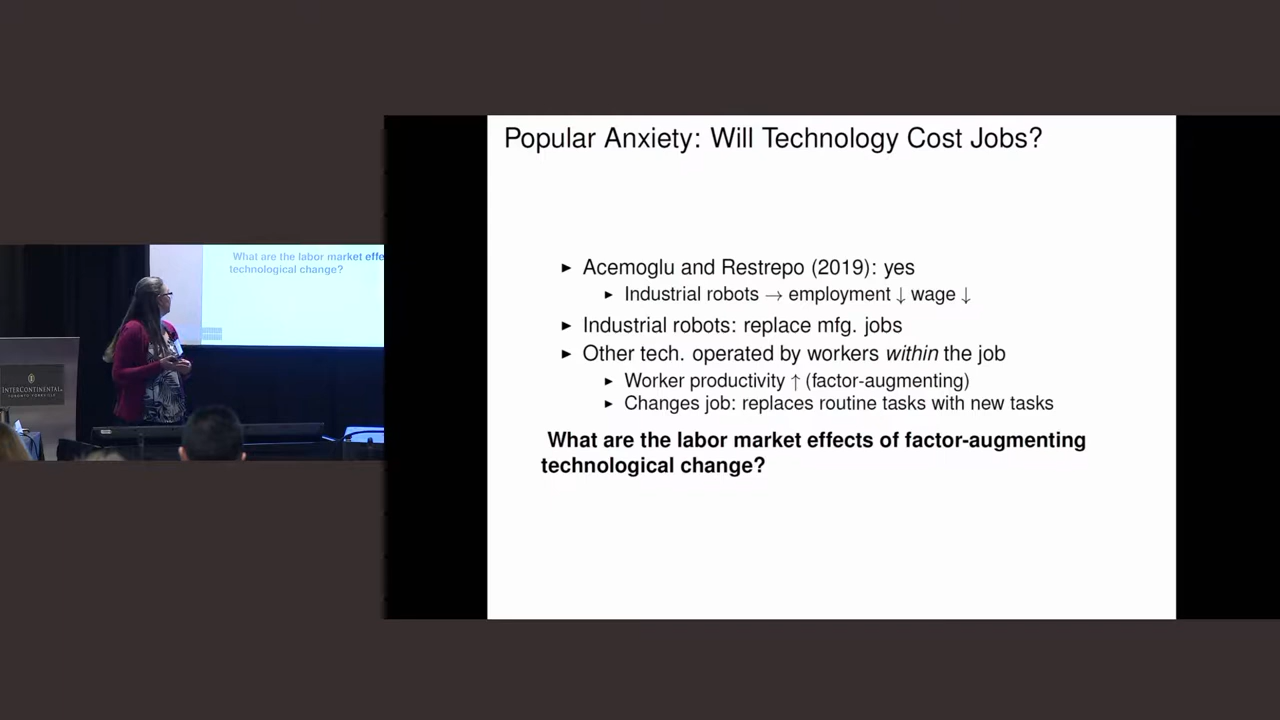 Popular Anxiety: Will Technology Cost Jobs?
► Acemoglu and Restrepo (2019): yes
► Industrial robots → employment ↓ wage ↓
► Industrial robots: replace mfg. jobs
► Other tech. operated by workers within the job
► Worker productivity ↑ (factor-augmenting)
► Changes job: replaces routine tasks with new tasks
What are the labor market effects of factor-augmenting
technological change?
What are the labor market effe
technological change?
INTERCONTINENTAL
TORONTO YORKVILLE